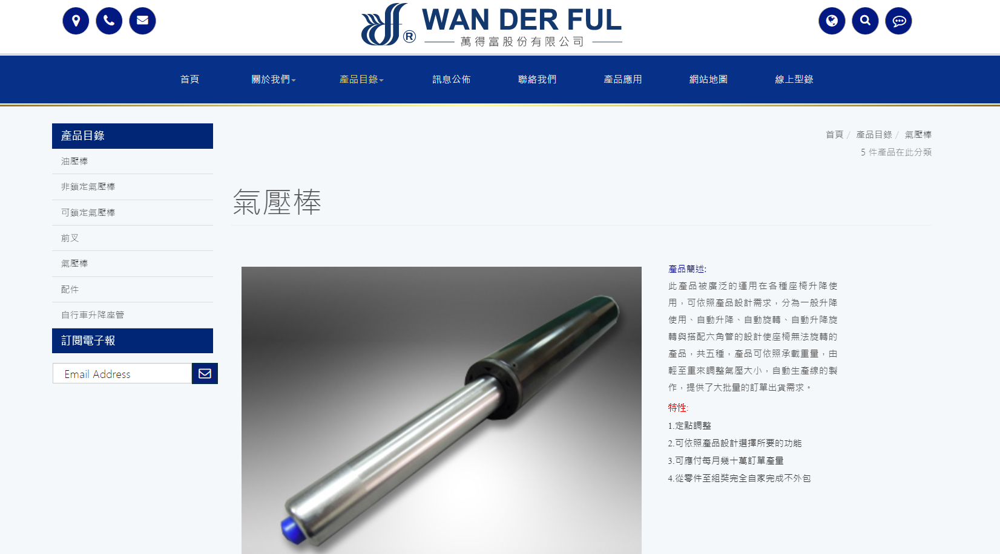 WAN DER FUL
®
萬得富股份有限公司
首頁
關於我們
產品目錄
訊息公佈
聯絡我們
產品應用
網站地圖
線上型錄
產品目錄
油壓棒
非鎖定氣壓棒
可鎖定氣壓棒
前叉
氣壓棒
配件
自行車升降座管
訂閱電子報
Email Address
首頁 / 產品目錄 / 氣壓棒
5 件產品在此分類
氣壓棒
產品簡述:
此產品被廣泛的運用在各種座椅升降使
用，可依照產品設計需求，分為一般升降
使用、自動升降、自動旋轉、自動升降旋
轉與搭配六角管的設計使座椅無法旋轉的
產品，共五種，產品可依照承載重量，由
輕至重來調整氣壓大小，自動生產線的製
作，提供了大批量的訂單出貨需求。
特性:
1.定點調整
2.可依照產品設計選擇所要的功能
3.可應付每月幾十萬訂單產量
4.從零件至組裝完全自家完成不外包